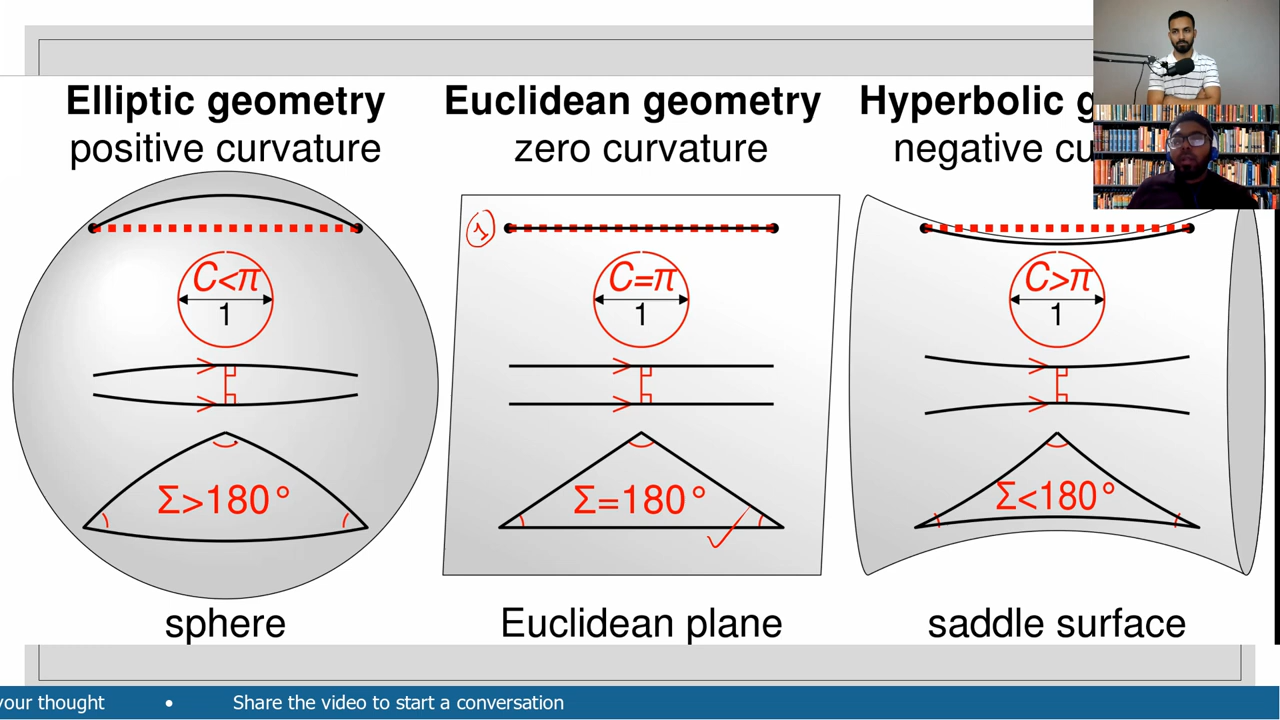 Elliptic geometry
positive curvature
C<π
1
Σ>180°
sphere
Euclidean geometry
zero curvature
1
C=π
1
Σ=180°
Euclidean plane
Hyperbolic g
negative cu
C>π
1
Σ<180°
saddle surface
your thought • Share the video to start a conversation